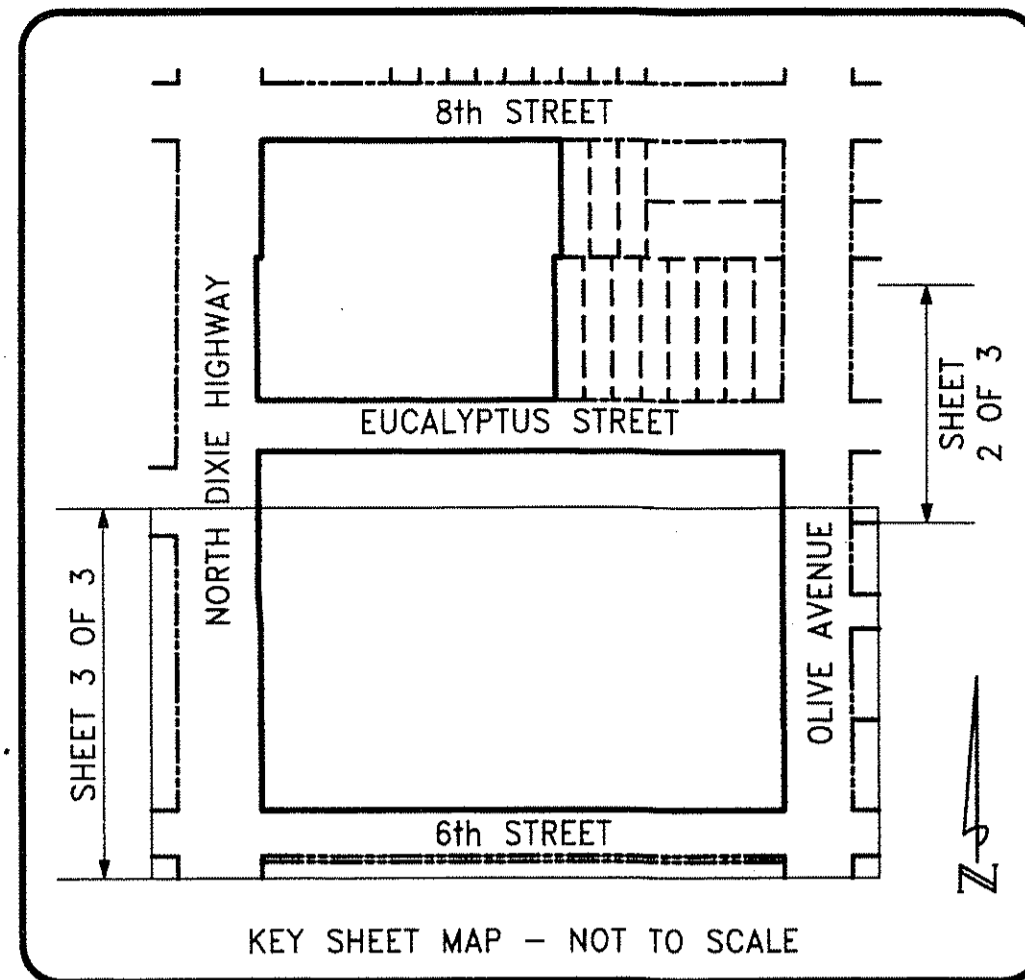 8th STREET
NORTH DIXIE HIGHWAY
EUCALYPTUS STREET
SHEET
2 OF 3
SHEET 3 OF 3
OLIVE AVENUE
6th STREET
N
KEY SHEET MAP – NOT TO SCALE